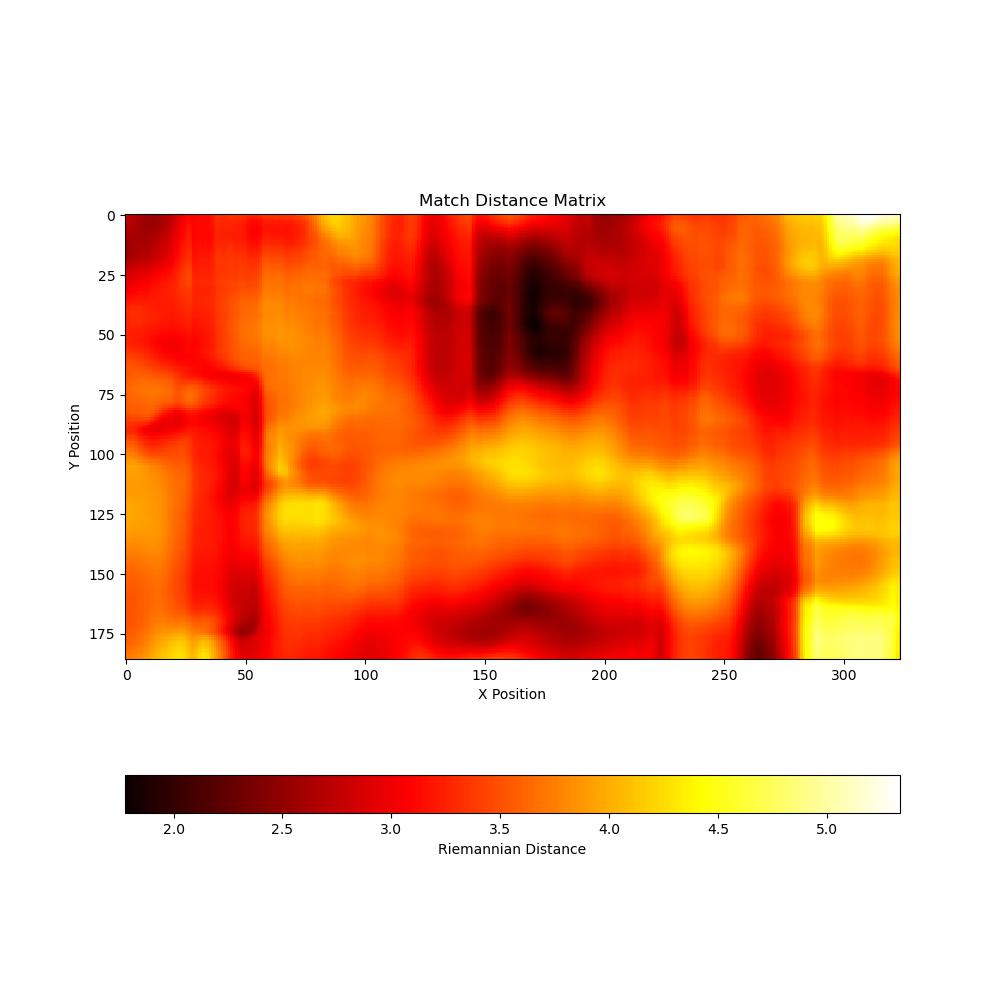 Match Distance Matrix
0
25
50
75
100
125
150
175
Y Position
0 50 100 150 200 250 300
X Position
2.0 2.5 3.0 3.5 4.0 4.5 5.0
Riemannian Distance